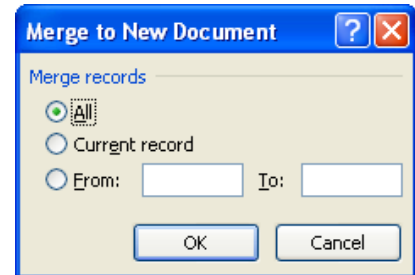 Merge to New Document
Merge records
All
Current record
From: To:
OK Cancel